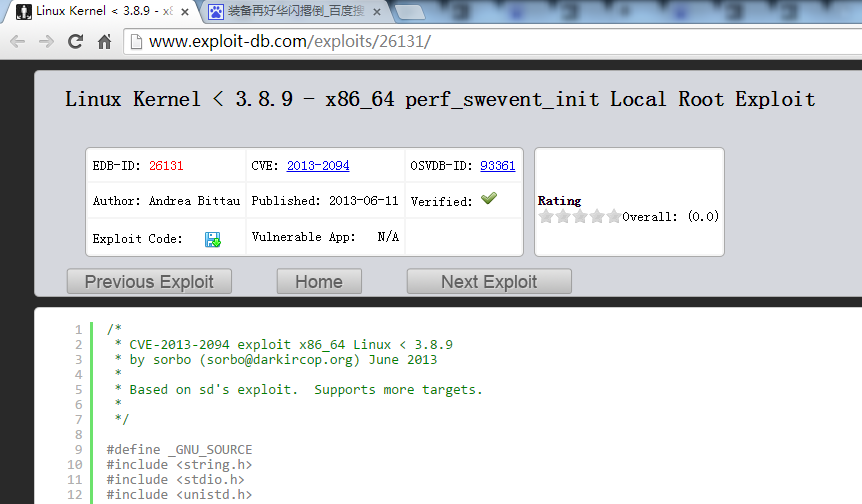 Linux Kernel < 3.8.9 - x8
装备再好华闪摺倒_百度搜
www.exploit-db.com/exploits/26131/
Linux Kernel < 3.8.9 - x86_64 perf_swevent_init Local Root Exploit
EDB-ID: 26131 CVE: 2013-2094 OSVDB-ID: 93361
Author: Andrea Bittau Published: 2013-06-11 Verified:
Rating
Overall: (0.0)
Exploit Code: Vulnerable App: N/A
Previous Exploit Home Next Exploit
1 /*
2 * CVE-2013-2094 exploit x86_64 Linux < 3.8.9
3 * by sorbo (sorbo@darkircop.org) June 2013
4 *
5 * Based on sd's exploit.  Supports more targets.
6 *
7 */
8
9 #define _GNU_SOURCE
10 #include <string.h>
11 #include <stdio.h>
12 #include <unistd.h>